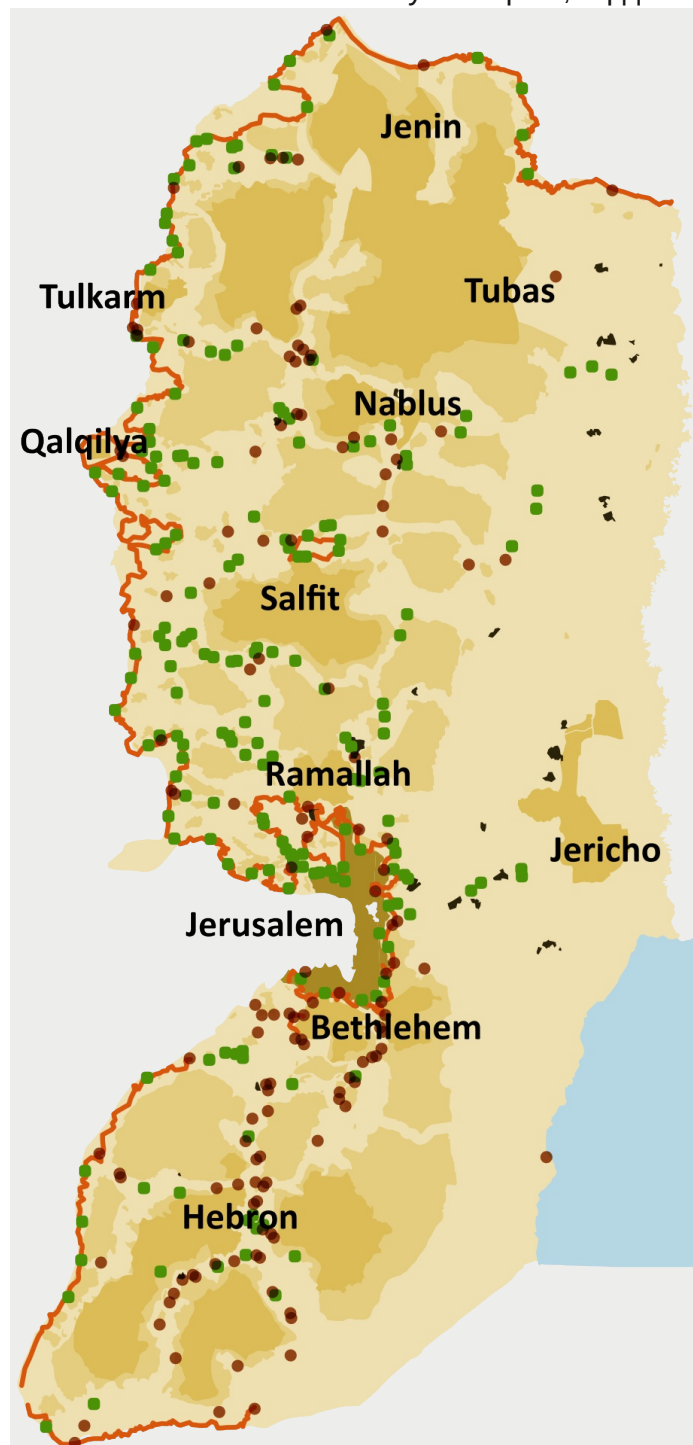 Jenin
Tulkarm
Tubas
Nablus
Qalqilya
Salfit
Ramallah
Jericho
Jerusalem
Bethlehem
Hebron